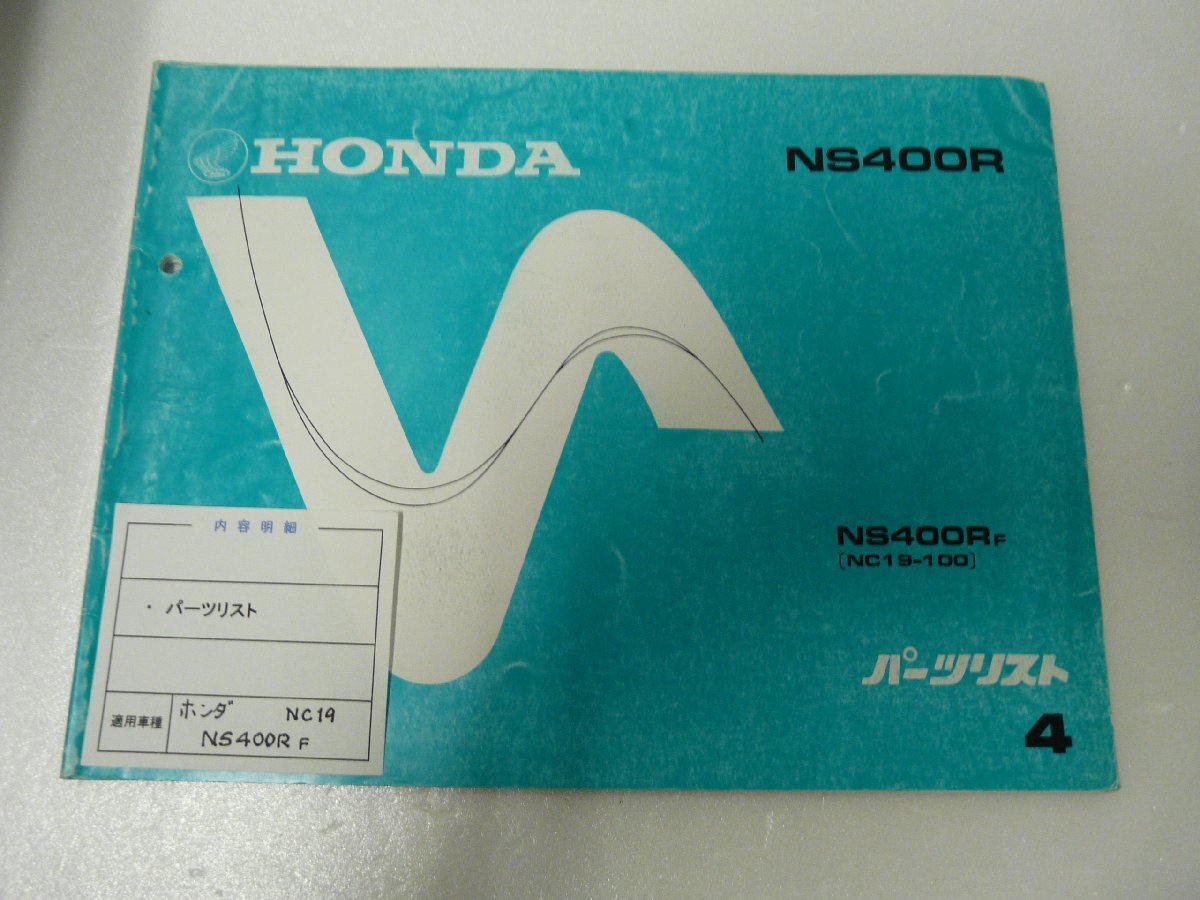 HONDA
NS400R
NS400RF
[NC19-100]
パーツリスト
4
内容明細
・ パーツリスト
適用車種
ホンダ NC19
NS400R F